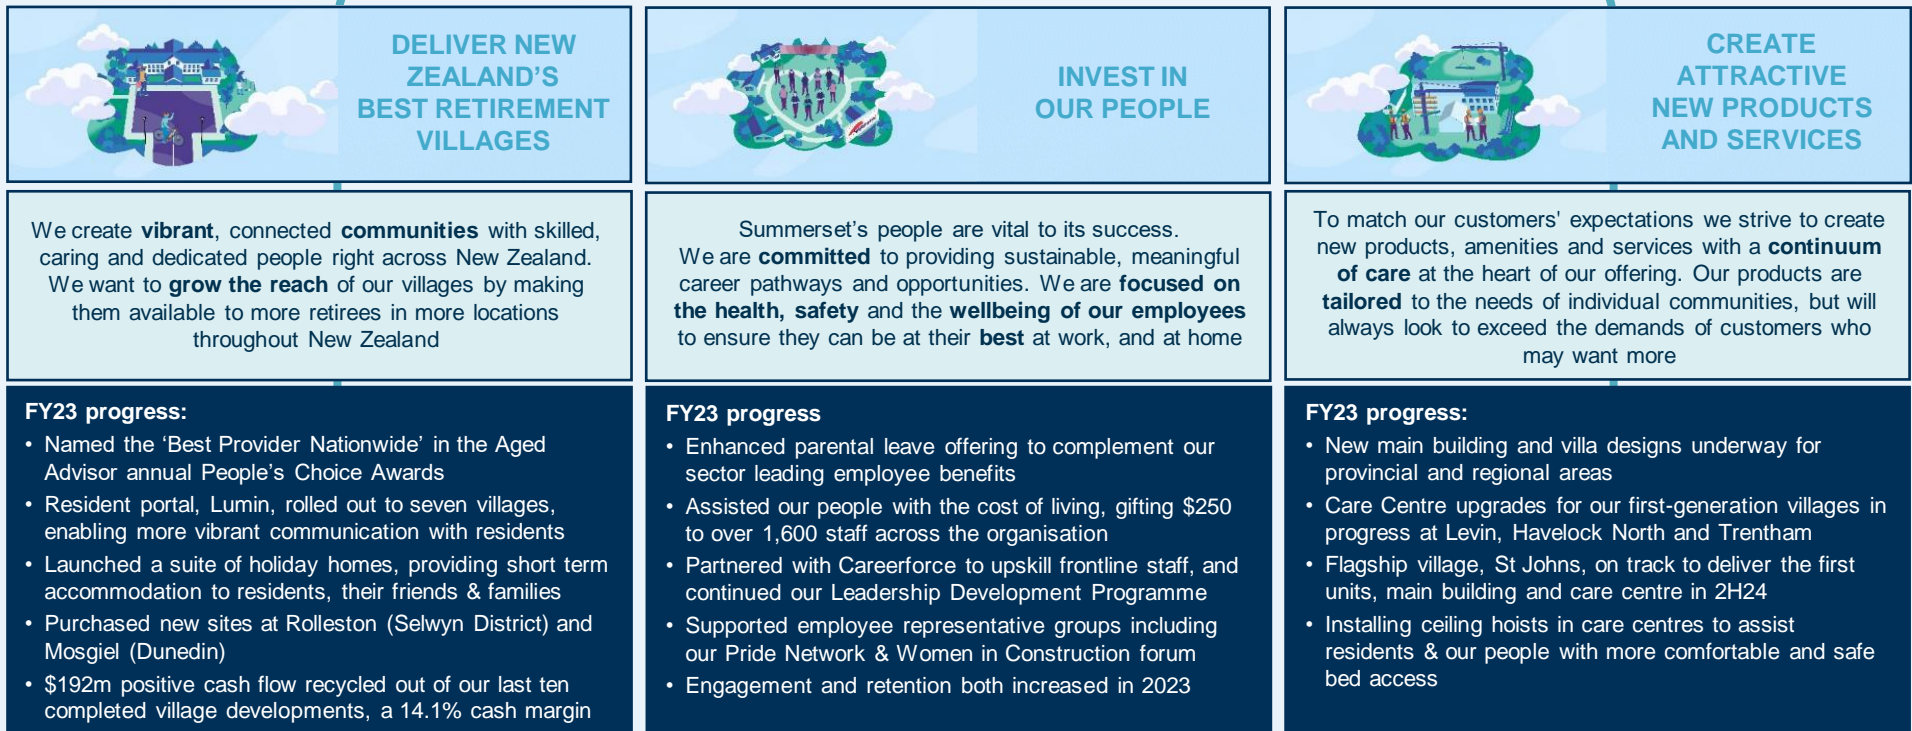 DELIVER NEW
ZEALAND'S
BEST RETIREMENT
VILLAGES
We create vibrant, connected communities with skilled,
caring and dedicated people right across New Zealand.
We want to grow the reach of our villages by making
them available to more retirees in more locations
throughout New Zealand
FY23 progress:
• Named the ‘Best Provider Nationwide’ in the Aged
Advisor annual People’s Choice Awards
• Resident portal, Lumin, rolled out to seven villages,
enabling more vibrant communication with residents
• Launched a suite of holiday homes, providing short term
accommodation to residents, their friends & families
• Purchased new sites at Rolleston (Selwyn District) and
Mosgiel (Dunedin)
• $192m positive cash flow recycled out of our last ten
completed village developments, a 14.1% cash margin
INVEST IN
OUR PEOPLE
Summerset’s people are vital to its success.
We are committed to providing sustainable, meaningful
career pathways and opportunities. We are focused on
the health, safety and the wellbeing of our employees
to ensure they can be at their best at work, and at home
FY23 progress
• Enhanced parental leave offering to complement our
sector leading employee benefits
• Assisted our people with the cost of living, gifting $250
to over 1,600 staff across the organisation
• Partnered with Careerforce to upskill frontline staff, and
continued our Leadership Development Programme
• Supported employee representative groups including
our Pride Network & Women in Construction forum
• Engagement and retention both increased in 2023
CREATE
ATTRACTIVE
NEW PRODUCTS
AND SERVICES
To match our customers' expectations we strive to create
new products, amenities and services with a continuum
of care at the heart of our offering. Our products are
tailored to the needs of individual communities, but will
always look to exceed the demands of customers who
may want more
FY23 progress:
• New main building and villa designs underway for
provincial and regional areas
• Care Centre upgrades for our first-generation villages in
progress at Levin, Havelock North and Trentham
• Flagship village, St Johns, on track to deliver the first
units, main building and care centre in 2H24
• Installing ceiling hoists in care centres to assist
residents & our people with more comfortable and safe
bed access